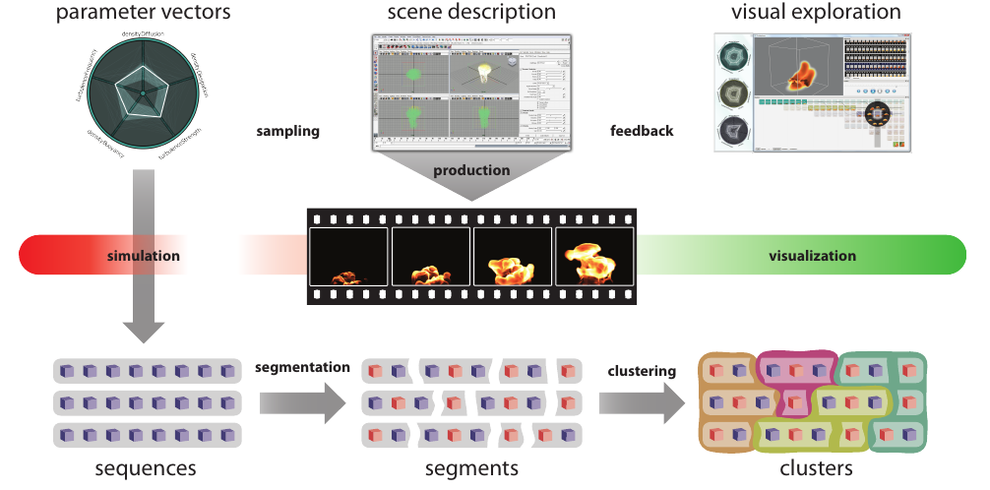 parameter vectors
scene description
visual exploration
densityDiffusion
densityDissipation
turbulenceStrength
densityBuoyancy
sampling
feedback
production
simulation
visualization
segmentation
clustering
sequences
segments
clusters